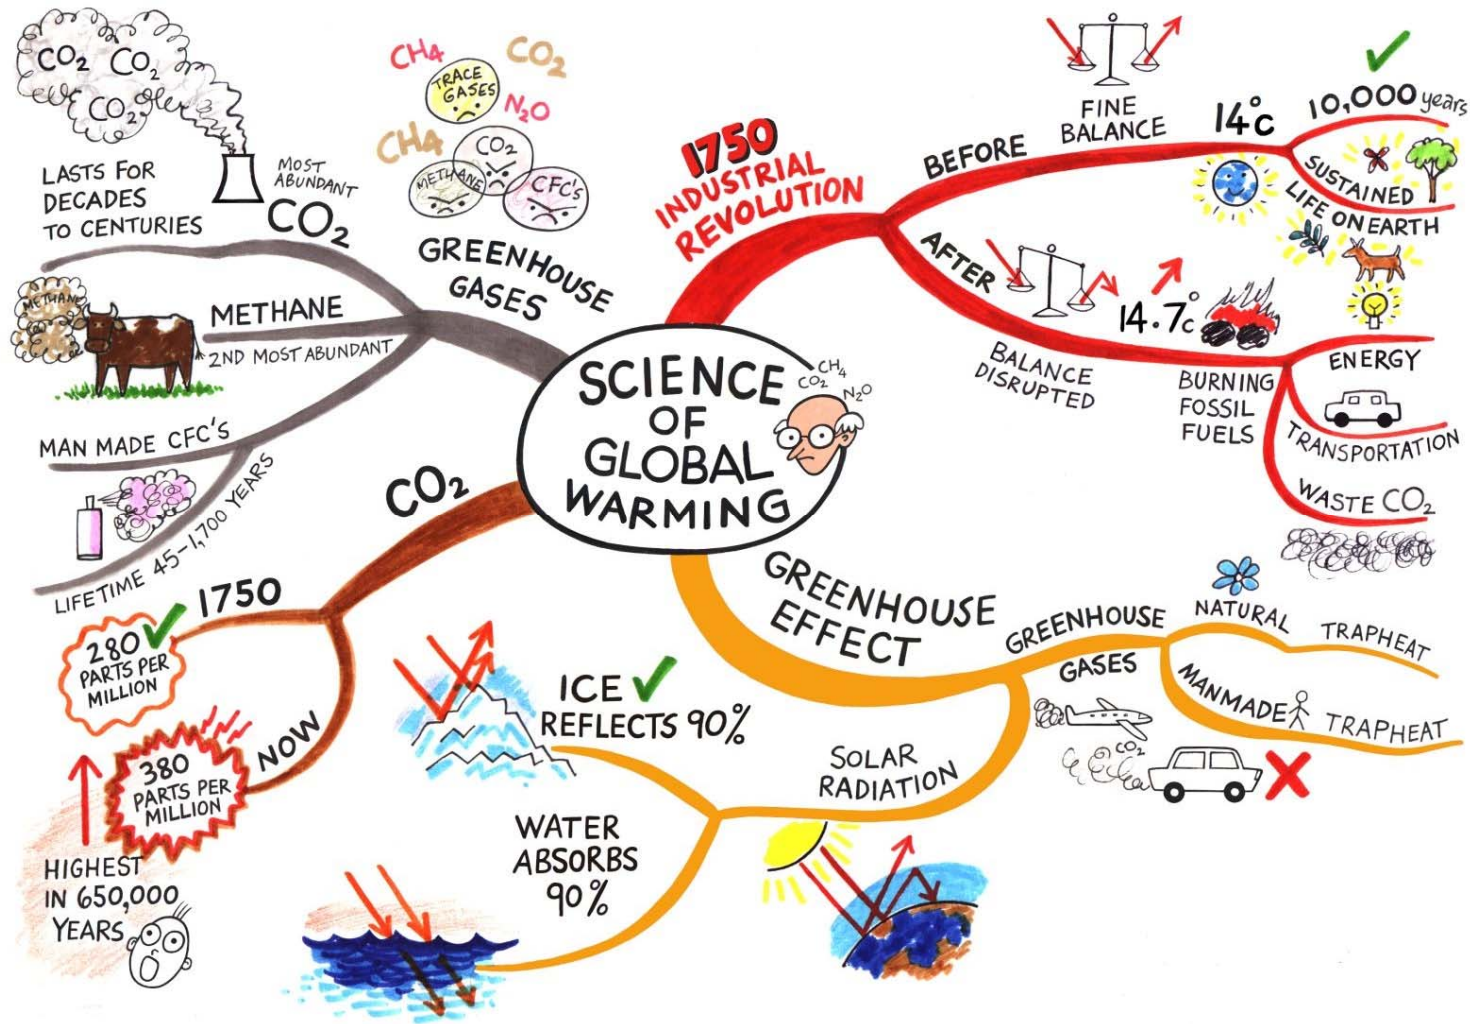 SCIENCE
OF
GLOBAL
WARMING
CO2
CH4
N2O
1750
INDUSTRIAL
REVOLUTION
BEFORE
FINE
BALANCE
14°C
10,000 years
SUSTAINED
LIFE ON EARTH
AFTER
BALANCE
DISRUPTED
14.7°C
BURNING
FOSSIL
FUELS
ENERGY
TRANSPORTATION
WASTE CO2
GREENHOUSE
EFFECT
GREENHOUSE
GASES
NATURAL
TRAPHEAT
MANMADE
TRAPHEAT
CO2
SOLAR
RADIATION
ICE
REFLECTS 90%
WATER
ABSORBS
90%
CO2
1750
280
PARTS PER
MILLION
NOW
380
PARTS PER
MILLION
HIGHEST
IN 650,000
YEARS
GREENHOUSE
GASES
CH4
CO2
TRACE
GASES
N2O
CH4
CO2
METHANE
CFC'S
CO2
MOST
ABUNDANT
CO2
CO2
CO2
LASTS FOR
DECADES
TO CENTURIES
METHANE
2ND MOST ABUNDANT
METHANE
MAN MADE CFC'S
LIFETIME 45-1,700 YEARS